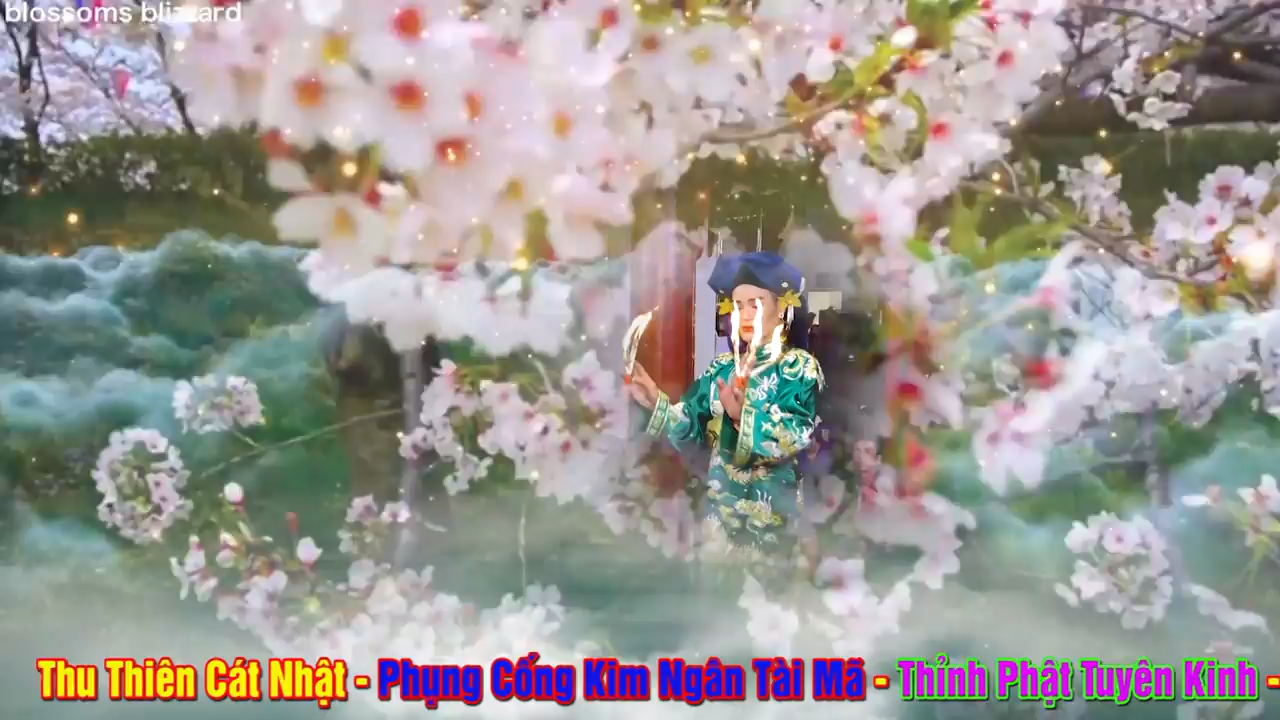 blossoms blizzard
Thu Thiên Cát Nhật - Phụng Cống Kim Ngân Tài Mã - Thỉnh Phật Tuyên Kinh -